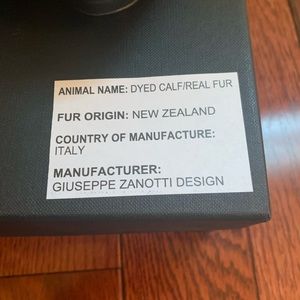 ANIMAL NAME: DYED CALF/REAL FUR
FUR ORIGIN: NEW ZEALAND
COUNTRY OF MANUFACTURE:
ITALY
MANUFACTURER:
GIUSEPPE ZANOTTI DESIGN